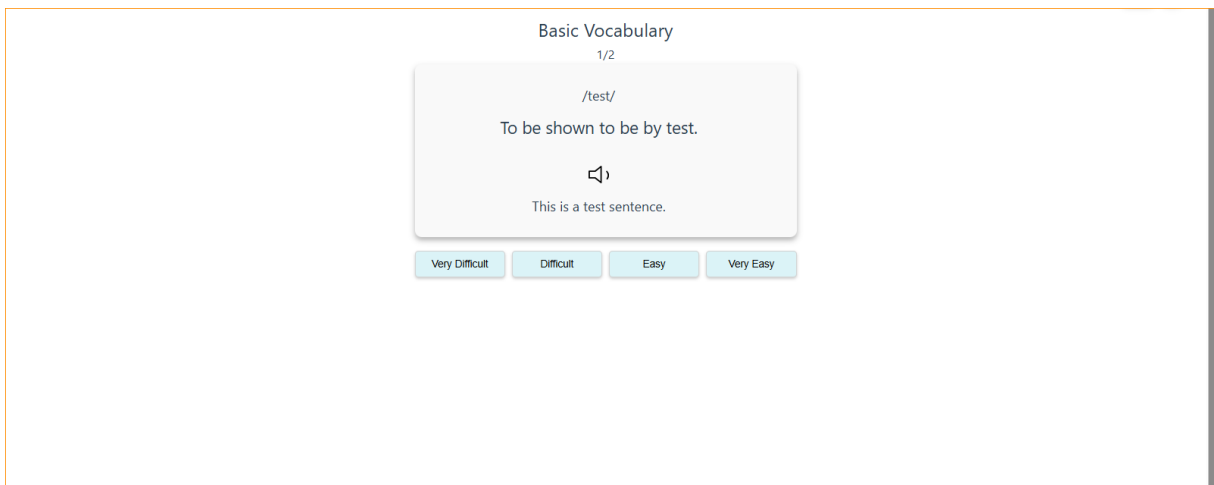 Basic Vocabulary
1/2
/test/
To be shown to be by test.
This is a test sentence.
Very Difficult Difficult Easy Very Easy